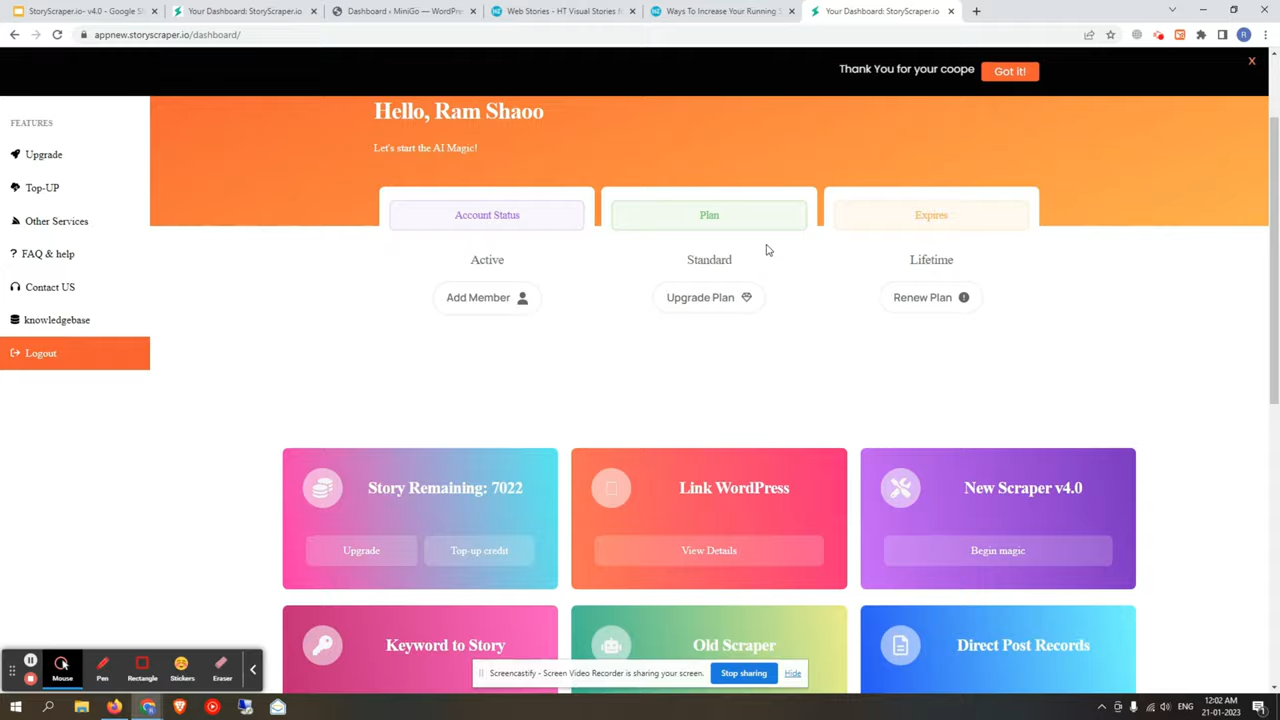 StoryScraper.io- v4.0 - Google S
Your Dashboard: StoryScraper.io
Dashboard ‹ MiniGo — WordPre
Web Stories - HT Visual Stories f
Ways To Increase Your Running S
Your Dashboard: StoryScraper.io
appnew.storyscraper.io/dashboard/
R
Thank You for your coope
Got it!
X
FEATURES
Upgrade
Top-UP
Other Services
FAQ & help
Contact US
knowledgebase
Logout
Hello, Ram Shaoo
Let's start the AI Magic!
Account Status
Plan
Expires
Active
Standard
Lifetime
Add Member
Upgrade Plan
Renew Plan
Story Remaining: 7022
Upgrade
Top-up credit
Link WordPress
View Details
New Scraper v4.0
Begin magic
Keyword to Story
Old Scraper
Direct Post Records
Mouse
Pen
Rectangle
Stickers
Eraser
Screencastify - Screen Video Recorder is sharing your screen.
Stop sharing
Hide
ENG
12:02 AM
21-01-2023